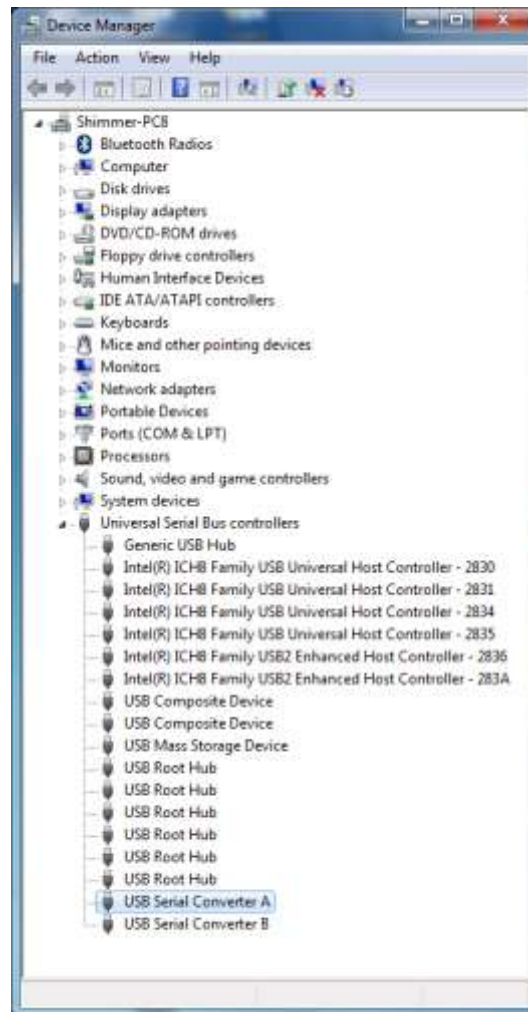 Device Manager
File Action View Help
Shimmer-PC8
Bluetooth Radios
Computer
Disk drives
Display adapters
DVD/CD-ROM drives
Floppy drive controllers
Human Interface Devices
IDE ATA/ATAPI controllers
Keyboards
Mice and other pointing devices
Monitors
Network adapters
Portable Devices
Ports (COM & LPT)
Processors
Sound, video and game controllers
System devices
Universal Serial Bus controllers
Generic USB Hub
Intel(R) ICH8 Family USB Universal Host Controller - 2830
Intel(R) ICH8 Family USB Universal Host Controller - 2831
Intel(R) ICH8 Family USB Universal Host Controller - 2834
Intel(R) ICH8 Family USB Universal Host Controller - 2835
Intel(R) ICH8 Family USB2 Enhanced Host Controller - 2836
Intel(R) ICH8 Family USB2 Enhanced Host Controller - 283A
USB Composite Device
USB Composite Device
USB Mass Storage Device
USB Root Hub
USB Root Hub
USB Root Hub
USB Root Hub
USB Root Hub
USB Root Hub
USB Serial Converter A
USB Serial Converter B